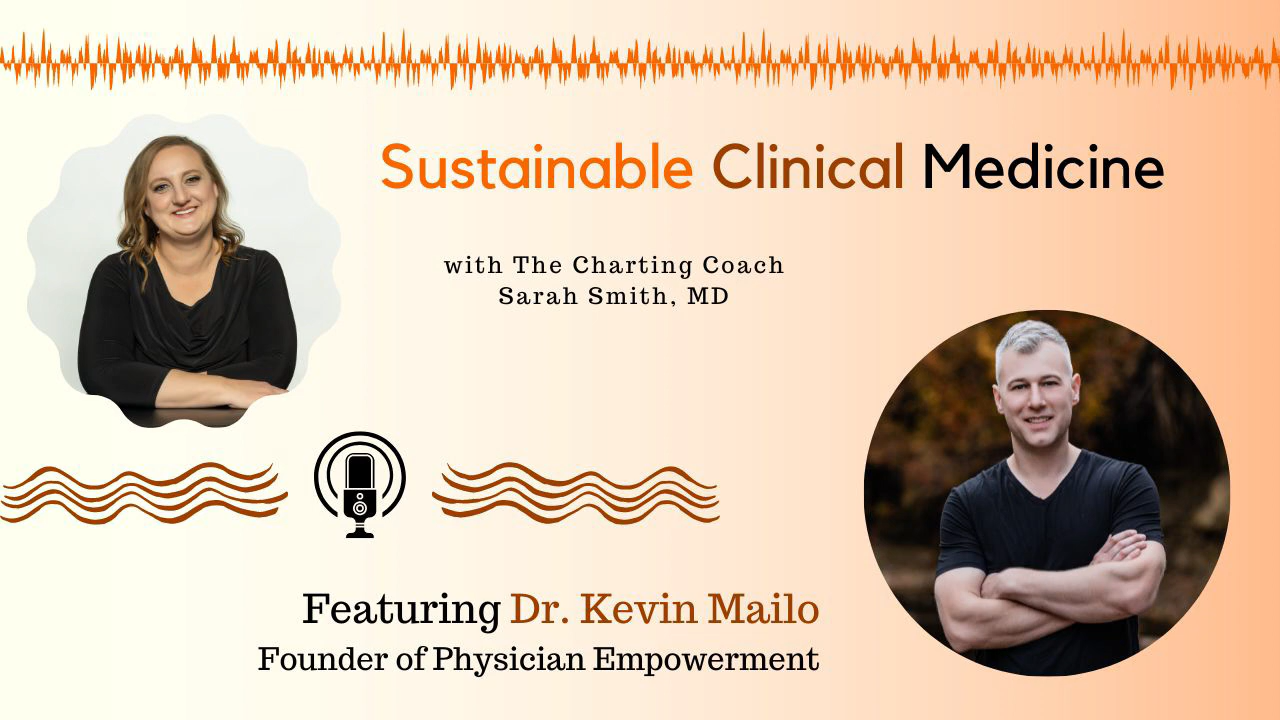 Sustainable Clinical Medicine
with The Charting Coach
Sarah Smith, MD
Featuring Dr. Kevin Mailo
Founder of Physician Empowerment